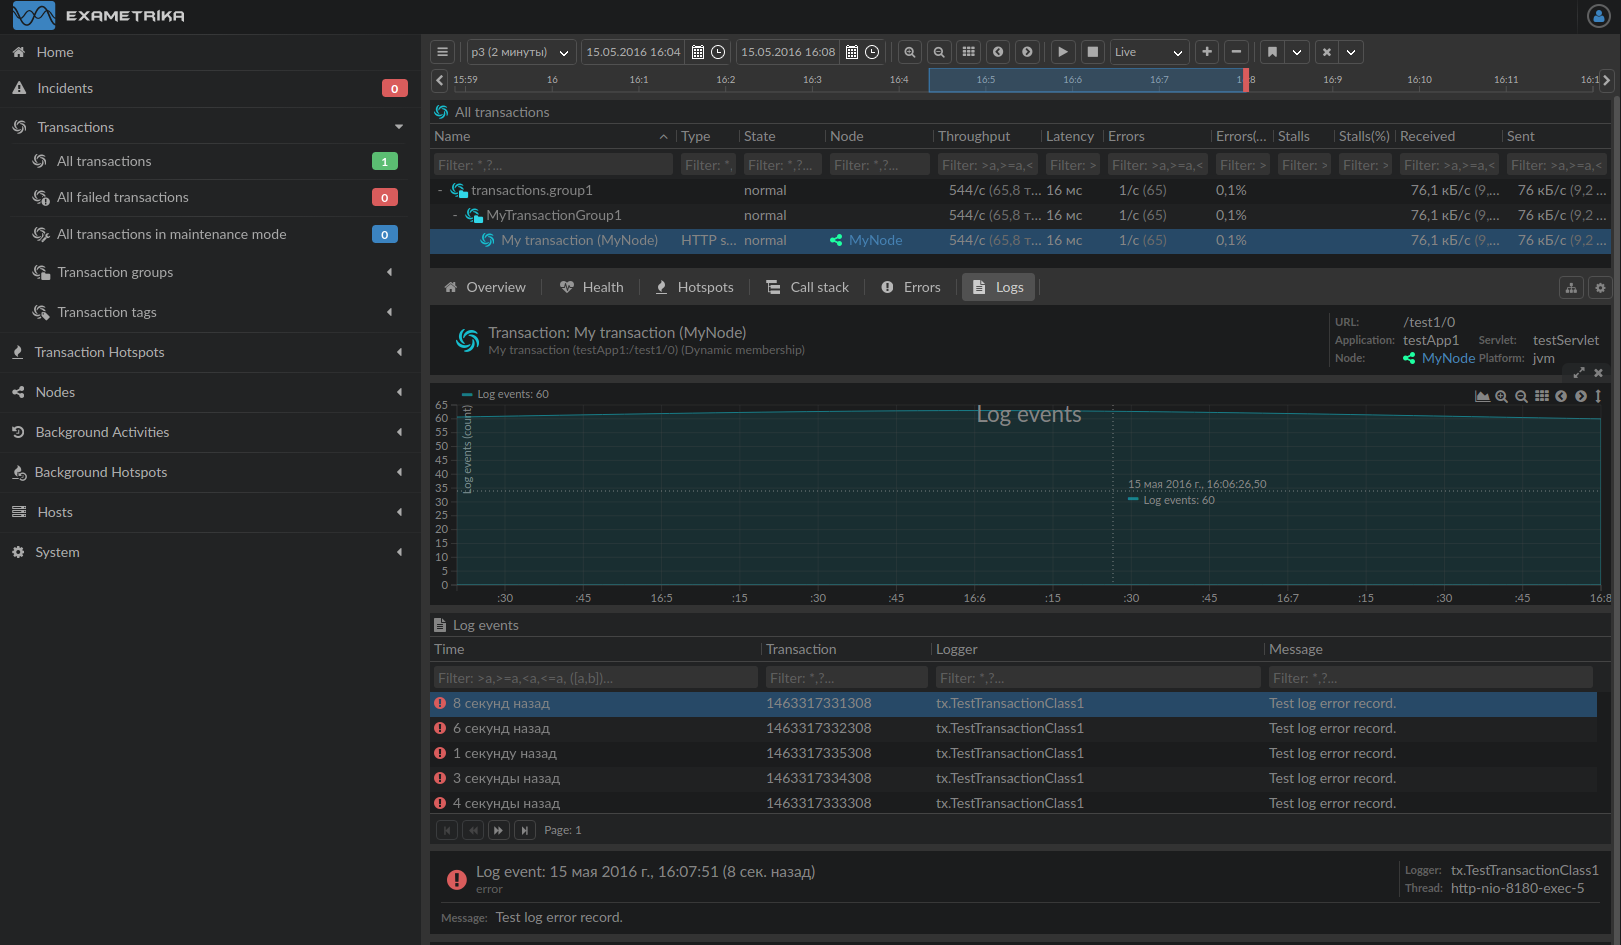 EXAMETRIKA
Home
Incidents 0
Transactions
All transactions 1
All failed transactions 0
All transactions in maintenance mode 0
Transaction groups
Transaction tags
Transaction Hotspots
Nodes
Background Activities
Background Hotspots
Hosts
System
p3 (2 минуты) 15.05.2016 16:04 15.05.2016 16:08 Live
15:59 16 16:1 16:2 16:3 16:4 16:5 16:6 16:7 16:8 16:9 16:10 16:11
All transactions
Name Type State Node Throughput Latency Errors Errors(... Stalls Stalls(%) Received Sent
Filter: *,?... Filter: *, Filter: *,?... Filter: *,?... Filter: >a,>=a,< Filter: > Filter: >a,>=a,< Filter: > Filter: > Filter: > Filter: >a,>=a,< Filter: >a,>=a,<
- transactions.group1 normal 544/с (65,8 т... 16 мс 1/с (65) 0,1% 76,1 кБ/с (9,... 76 кБ/с (9,2 ...
- MyTransactionGroup1 normal 544/с (65,8 т... 16 мс 1/с (65) 0,1% 76,1 кБ/с (9,... 76 кБ/с (9,2 ...
My transaction (MyNode) HTTP s... normal MyNode 544/с (65,8 т... 16 мс 1/с (65) 0,1% 76,1 кБ/с (9,... 76 кБ/с (9,2 ...
Overview Health Hotspots Call stack Errors Logs
Transaction: My transaction (MyNode)
My transaction (testApp1:/test1/0) (Dynamic membership)
URL: /test1/0
Application: testApp1 Servlet: testServlet
Node: MyNode Platform: jvm
Log events: 60
Log events
Log events (count)
65
60
55
50
45
40
35
30
25
20
15
10
5
0
15 мая 2016 г., 16:06:26,50
Log events: 60
:30 :45 16:5 :15 :30 :45 16:6 :15 :30 :45 16:7 :15 :30 :45 16:8
Log events
Time Transaction Logger Message
Filter: >a,>=a,<a,<=a, ([a,b])... Filter: *,?... Filter: *,?... Filter: *,?...
8 секунд назад 1463317331308 tx.TestTransactionClass1 Test log error record.
6 секунд назад 1463317332308 tx.TestTransactionClass1 Test log error record.
1 секунду назад 1463317335308 tx.TestTransactionClass1 Test log error record.
3 секунды назад 1463317334308 tx.TestTransactionClass1 Test log error record.
4 секунды назад 1463317333308 tx.TestTransactionClass1 Test log error record.
Page: 1
Log event: 15 мая 2016 г., 16:07:51 (8 сек. назад)
error
Logger: tx.TestTransactionClass1
Thread: http-nio-8180-exec-5
Message: Test log error record.